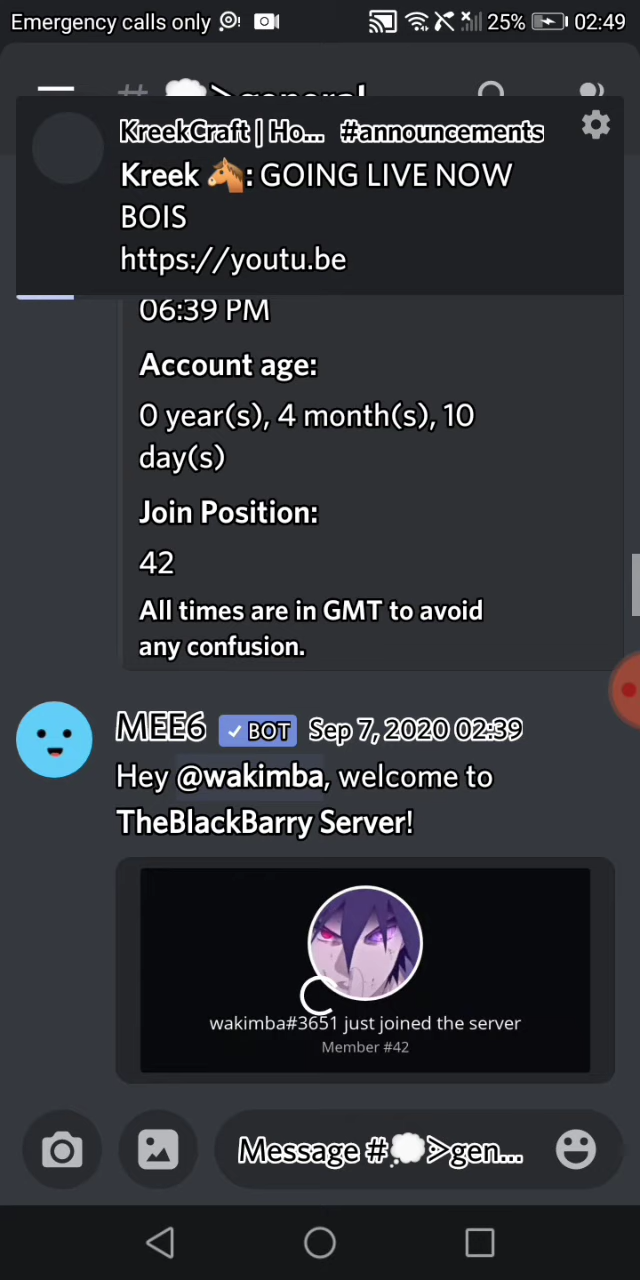 Emergency calls only 25% 02:49
# 💭>general
KreekCraft | Ho... #announcements
Kreek 🐴: GOING LIVE NOW
BOIS
https://youtu.be
06:39 PM
Account age:
0 year(s), 4 month(s), 10
day(s)
Join Position:
42
All times are in GMT to avoid
any confusion.
MEE6 ✓ BOT Sep 7, 2020 02:39
Hey @wakimba, welcome to
TheBlackBarry Server!
wakimba#3651 just joined the server
Member #42
Message #💭>gen...